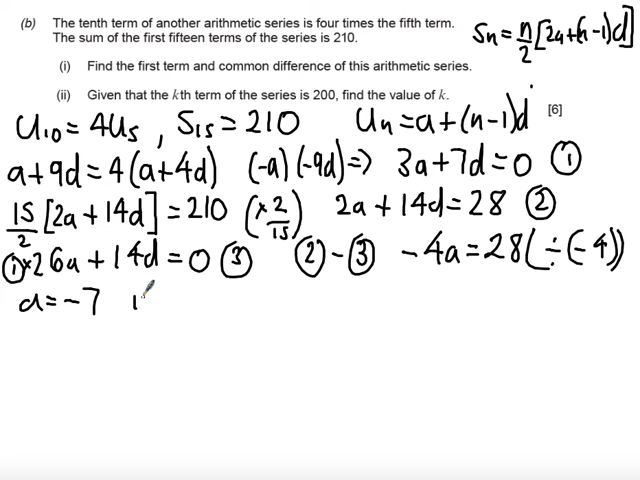 (b) The tenth term of another arithmetic series is four times the fifth term.
The sum of the first fifteen terms of the series is 210.
Sn = n/2 [2a+(n-1)d]
(i) Find the first term and common difference of this arithmetic series.
(ii) Given that the kth term of the series is 200, find the value of k.
[6]
U10 = 4U5 , S15 = 210 Un = a+(n-1)d
a+9d = 4(a+4d) (-a)(-9d) => 3a+7d=0 ①
15/2 [2a+14d] = 210 (×2/15) 2a+14d = 28 ②
①×2 6a+14d = 0 ③ ②-③ -4a = 28 (÷(-4))
a = -7